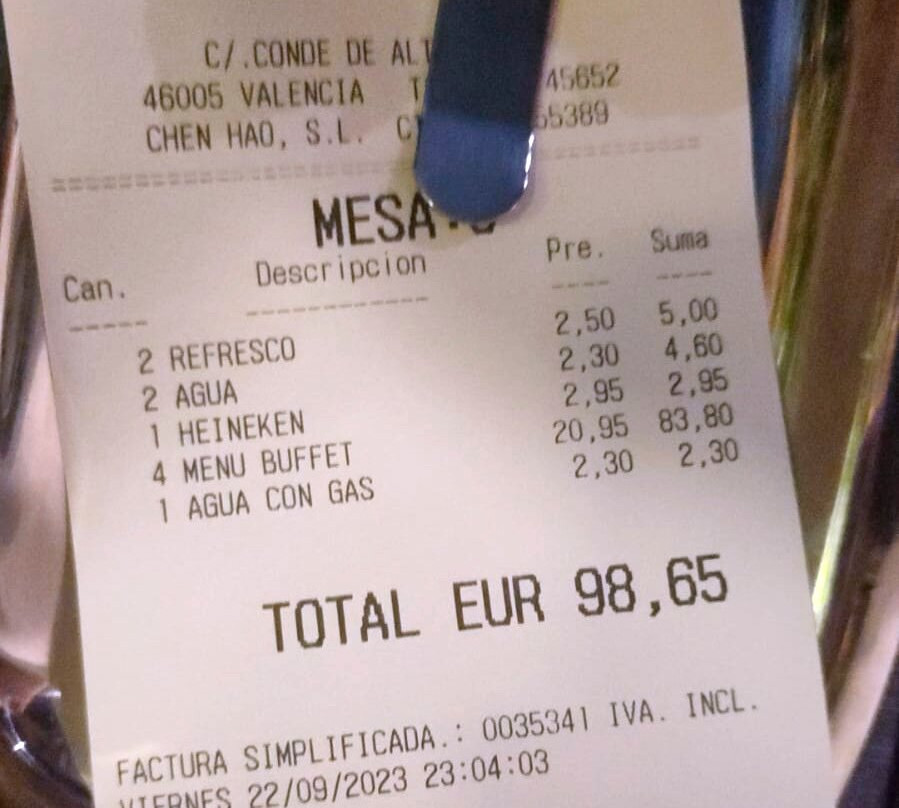 C/.CONDE DE
46005 VALENCIA 45652
CHEN HAO, S.L. 55389
MESA
Can. Descripcion Pre. Suma
2 REFRESCO 2,50 5,00
2 AGUA 2,30 4,60
1 HEINEKEN 2,95 2,95
4 MENU BUFFET 20,95 83,80
1 AGUA CON GAS 2,30 2,30
TOTAL EUR 98,65
FACTURA SIMPLIFICADA.: 0035341 IVA. INCL.
VIERNES 22/09/2023 23:04:03